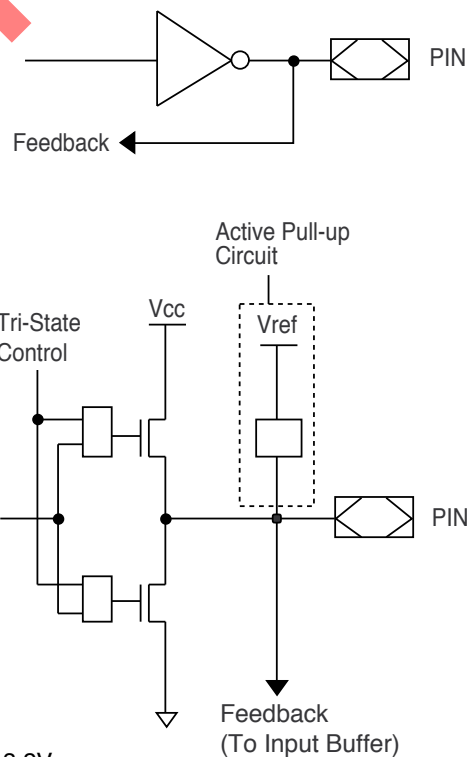 PIN
Feedback
Active Pull-up
Circuit
Vcc
Vref
Tri-State
Control
PIN
Feedback
(To Input Buffer)